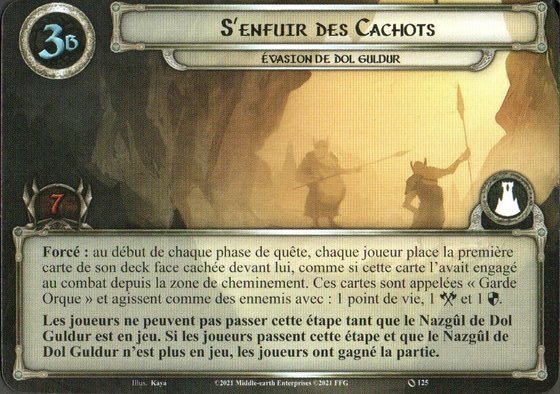 3B
S'enfuir des Cachots
Évasion de Dol Guldur
7
Forcé : au début de chaque phase de quête, chaque joueur place la première
carte de son deck face cachée devant lui, comme si cette carte l'avait engagé
au combat depuis la zone de cheminement. Ces cartes sont appelées « Garde
Orque » et agissent comme des ennemis avec : 1 point de vie, 1 et 1 .
Les joueurs ne peuvent pas passer cette étape tant que le Nazgûl de Dol
Guldur est en jeu. Si les joueurs passent cette étape et que le Nazgûl de
Dol Guldur n'est plus en jeu, les joueurs ont gagné la partie.
Illus. Kaya ©2021 Middle-earth Enterprises ©2021 FFG 125